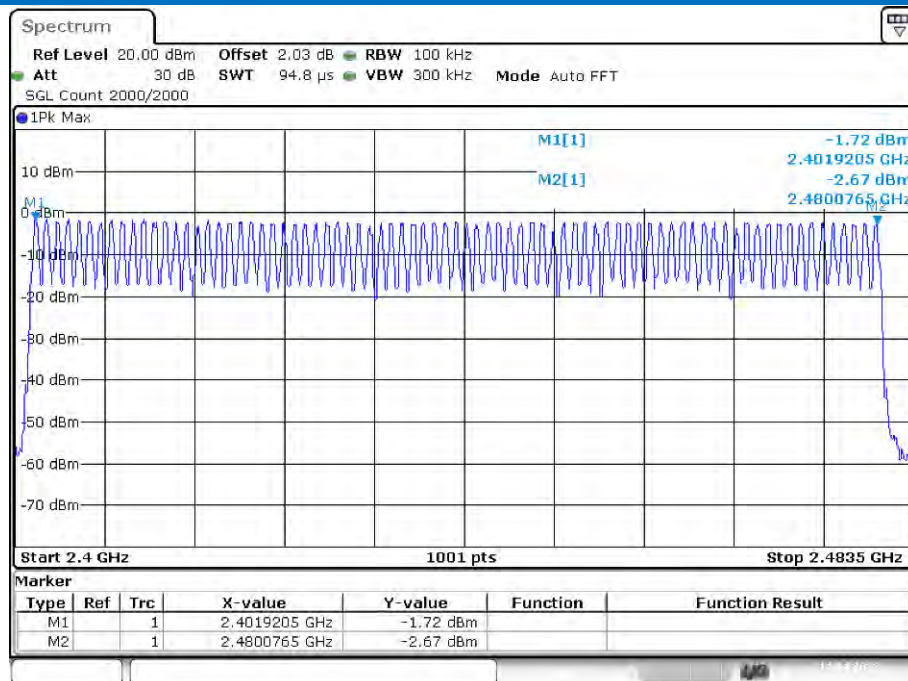 Spectrum
Ref Level 20.00 dBm Offset 2.03 dB RBW 100 kHz
Att 30 dB SWT 94.8 µs VBW 300 kHz Mode Auto FFT
SGL Count 2000/2000
1Pk Max
M1[1] -1.72 dBm
2.4019205 GHz
10 dBm
M2[1] -2.67 dBm
2.4800765 GHz
M1 M2
0 dBm
-10 dBm
-20 dBm
-30 dBm
-40 dBm
-50 dBm
-60 dBm
-70 dBm
Start 2.4 GHz 1001 pts Stop 2.4835 GHz
Marker
Type Ref Trc X-value Y-value Function Function Result
M1 1 2.4019205 GHz -1.72 dBm
M2 1 2.4800765 GHz -2.67 dBm